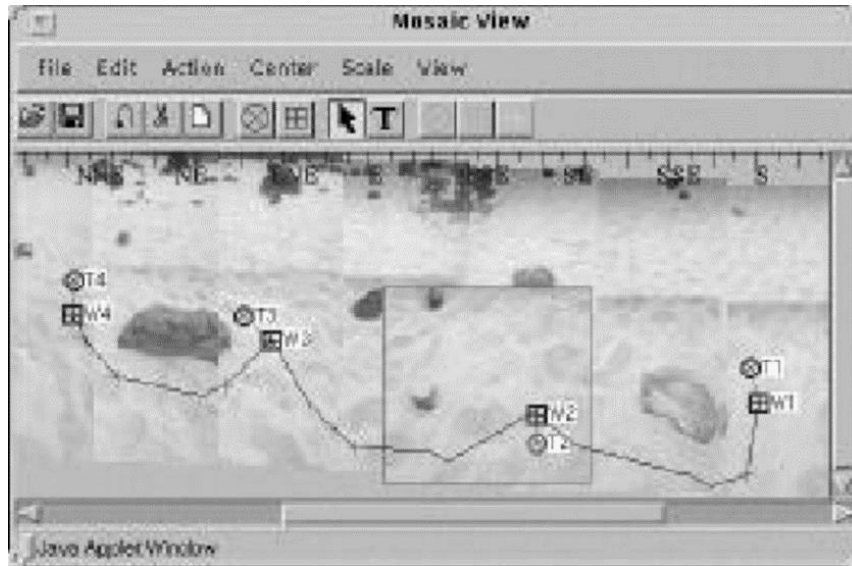 Mosaic View
File Edit Action Center Scale View
T
NE E SE SSE S
T4
W4
T3
W3
T1
W1
W2
T2
Java Applet Window